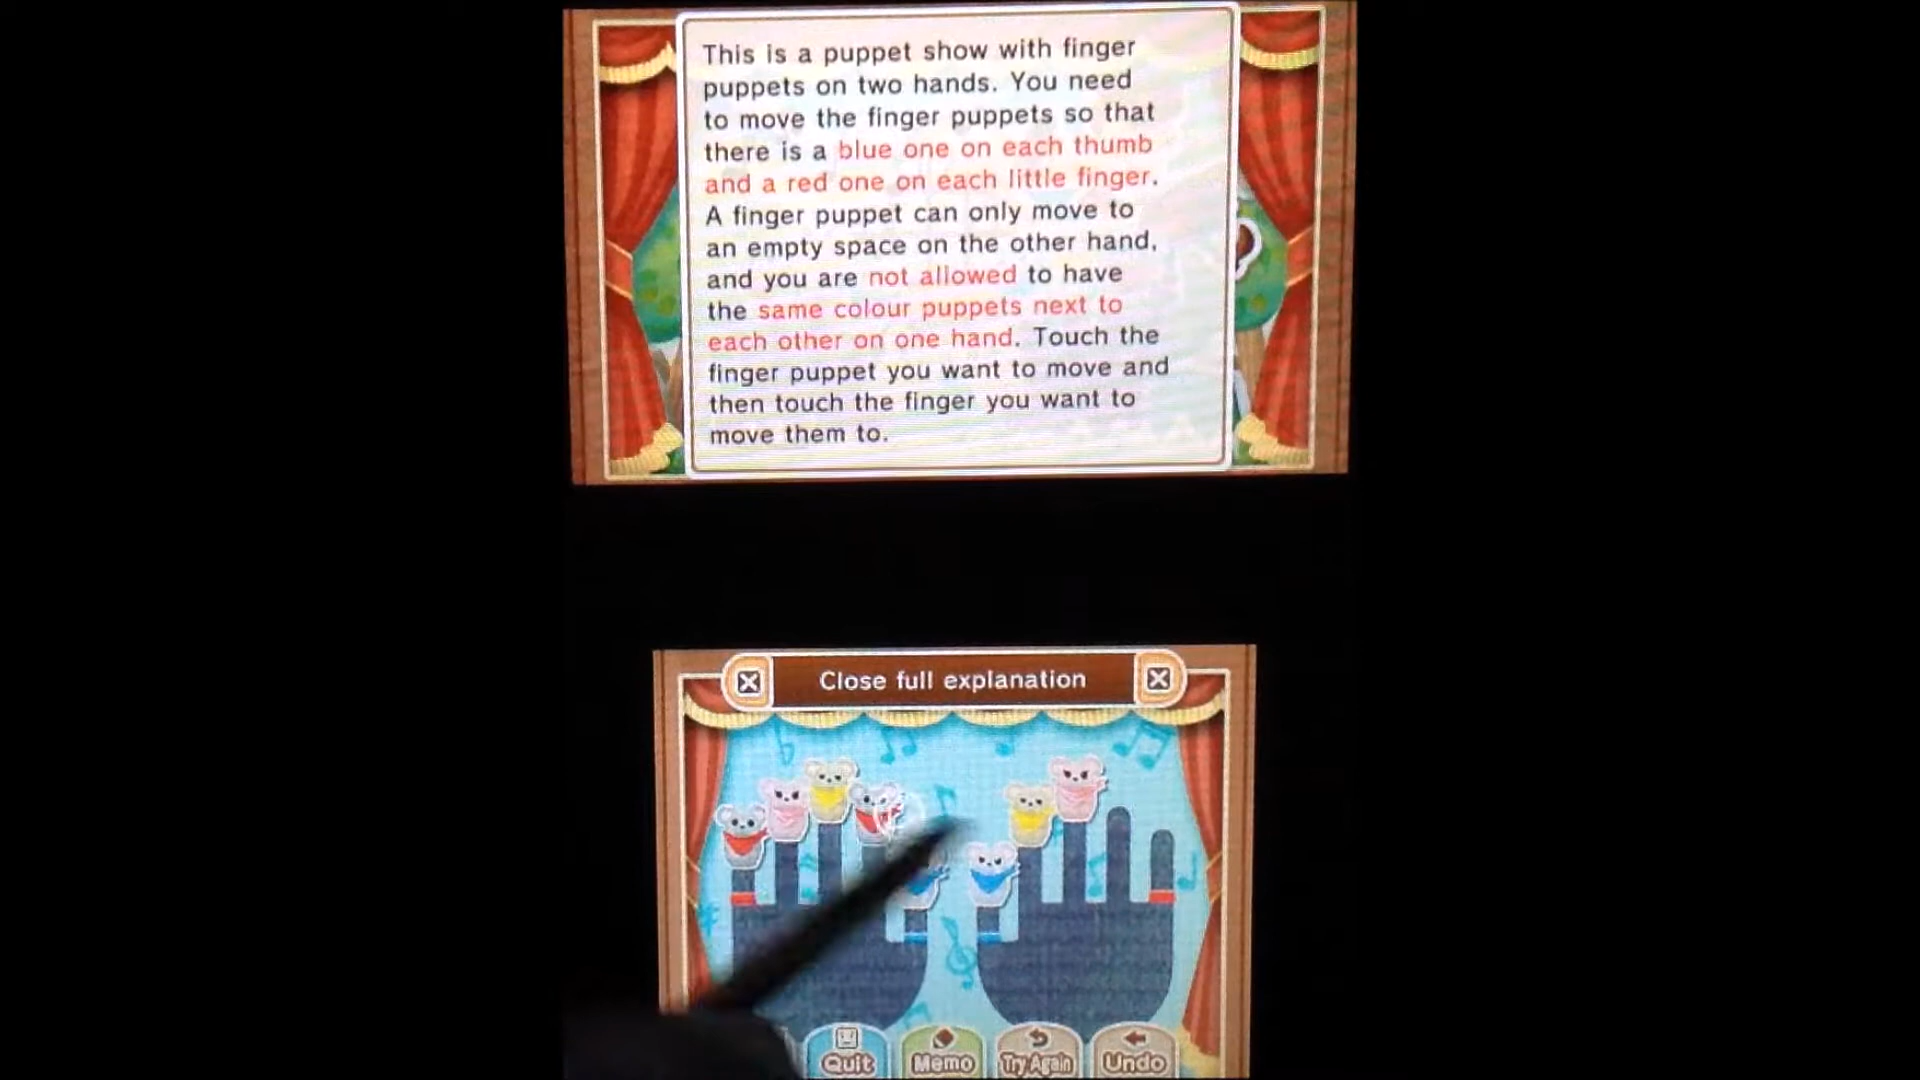 This is a puppet show with finger
puppets on two hands. You need
to move the finger puppets so that
there is a blue one on each thumb
and a red one on each little finger.
A finger puppet can only move to
an empty space on the other hand,
and you are not allowed to have
the same colour puppets next to
each other on one hand. Touch the
finger puppet you want to move and
then touch the finger you want to
move them to.
Close full explanation
Quit
Memo
Try Again
Undo